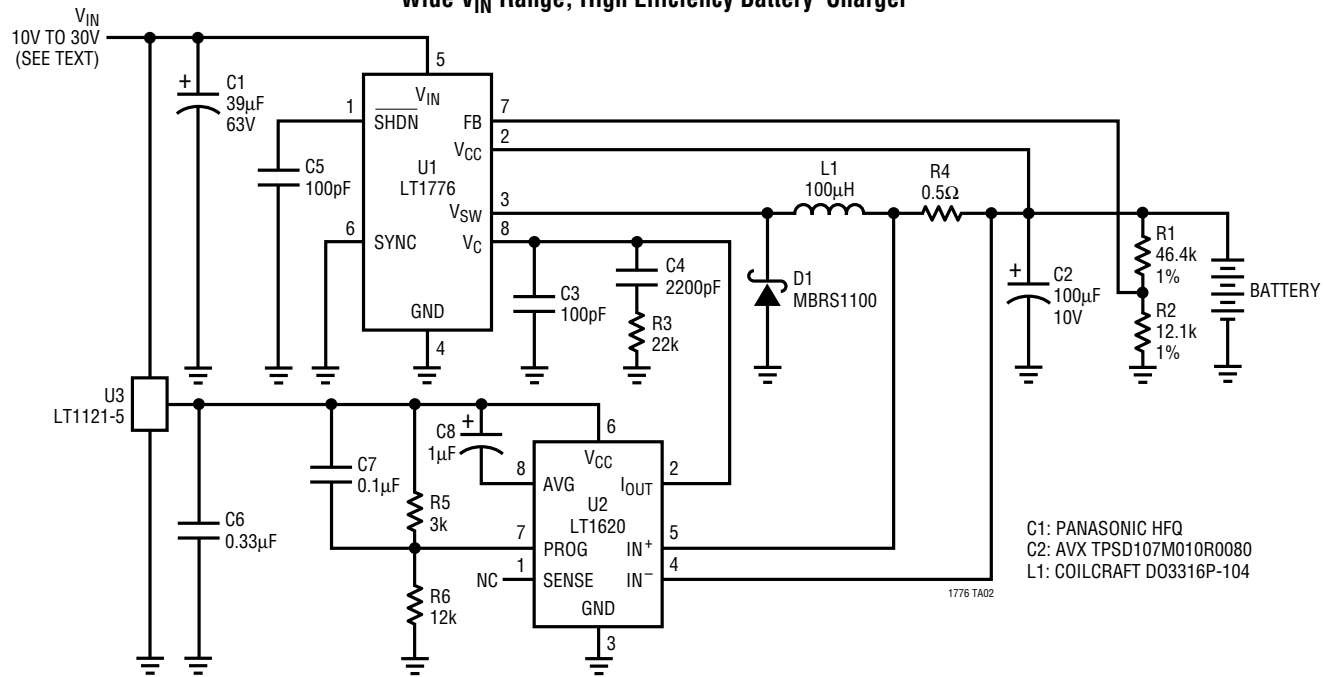 Wide VIN Range, High Efficiency Battery Charger
VIN
10V TO 30V
(SEE TEXT)
+
C1
39µF
63V
5
VIN
1
SHDN
FB
7
VCC
2
C5
100pF
U1
LT1776
VSW
3
6
SYNC
VC
8
GND
4
L1
100µH
R4
0.5Ω
C3
100pF
C4
2200pF
R3
22k
D1
MBRS1100
+
C2
100µF
10V
R1
46.4k
1%
R2
12.1k
1%
BATTERY
U3
LT1121-5
C6
0.33µF
C7
0.1µF
R5
3k
R6
12k
C8
+
1µF
6
VCC
8
AVG
IOUT
2
U2
LT1620
7
PROG
IN+
5
NC
1
SENSE
IN−
4
GND
3
1776 TA02
C1: PANASONIC HFQ
C2: AVX TPSD107M010R0080
L1: COILCRAFT DO3316P-104